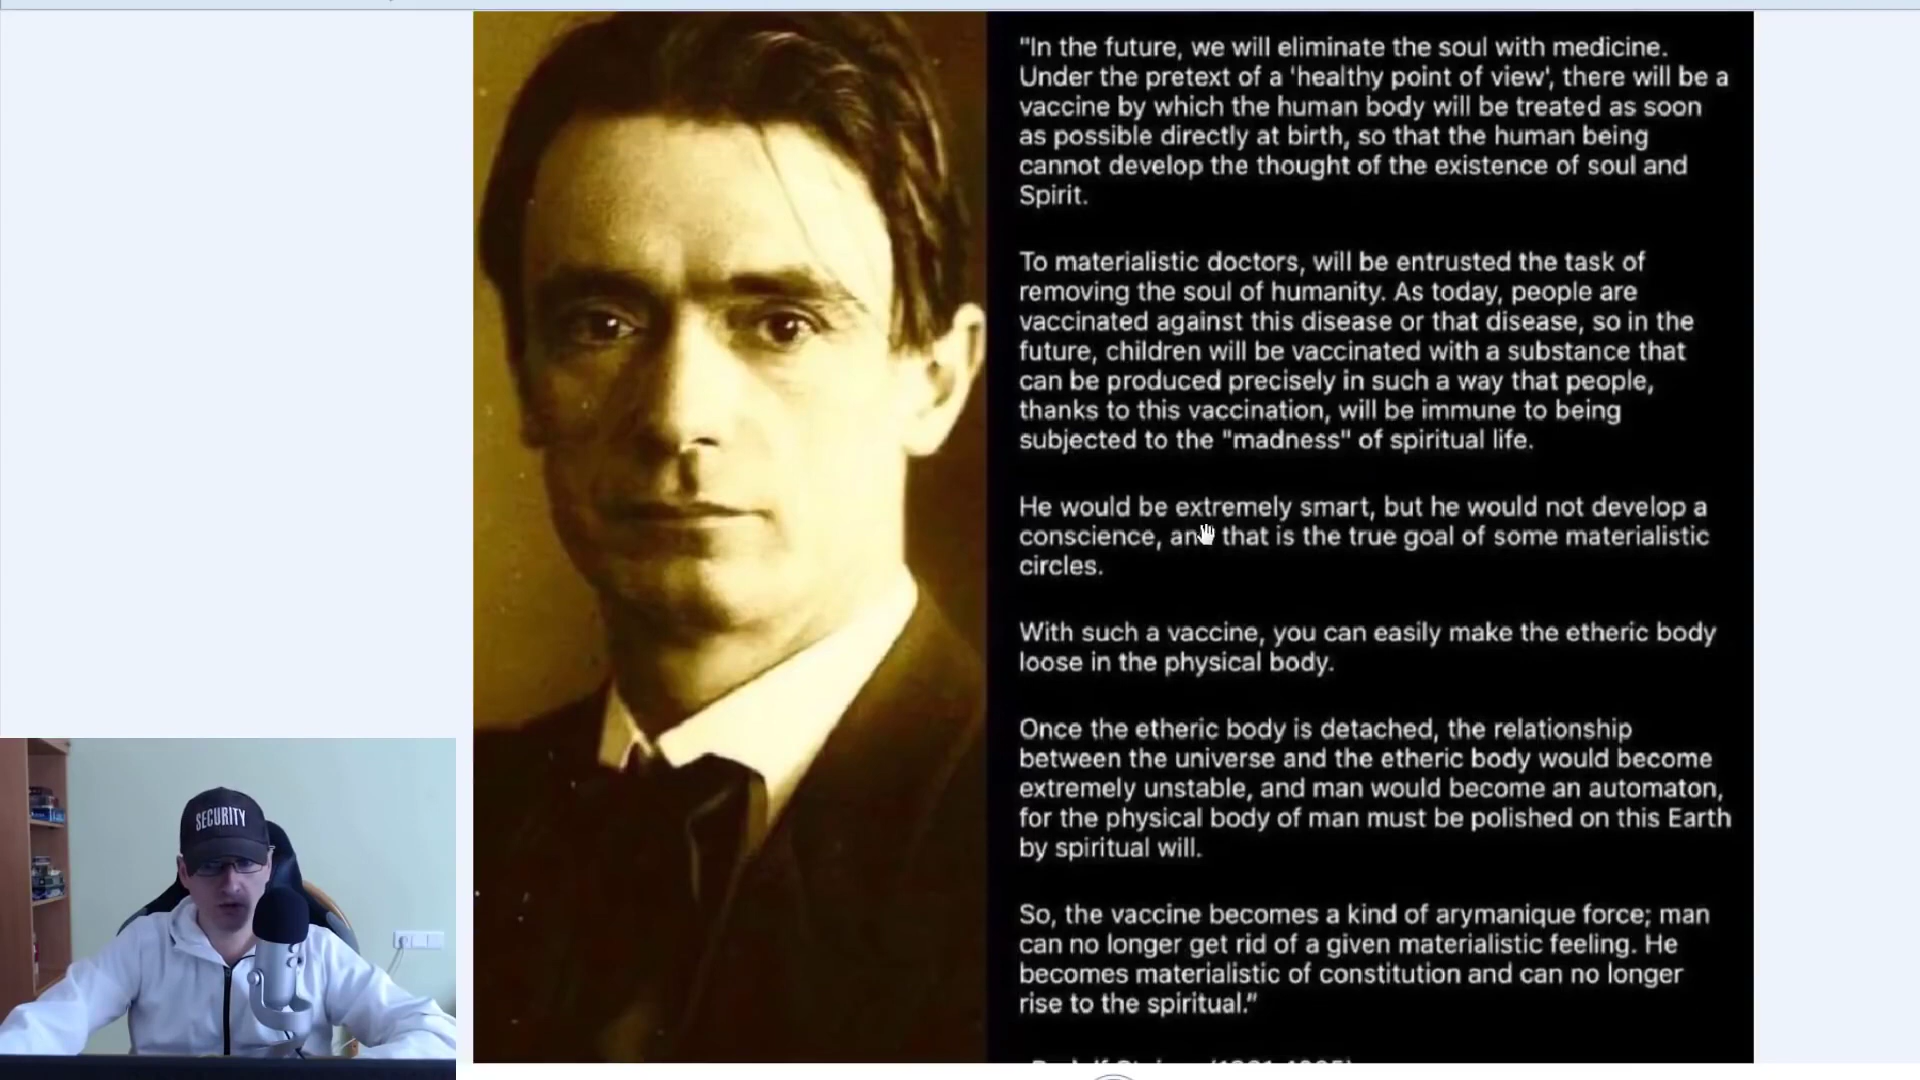 "In the future, we will eliminate the soul with medicine.
Under the pretext of a 'healthy point of view', there will be a
vaccine by which the human body will be treated as soon
as possible directly at birth, so that the human being
cannot develop the thought of the existence of soul and
Spirit.
To materialistic doctors, will be entrusted the task of
removing the soul of humanity. As today, people are
vaccinated against this disease or that disease, so in the
future, children will be vaccinated with a substance that
can be produced precisely in such a way that people,
thanks to this vaccination, will be immune to being
subjected to the "madness" of spiritual life.
He would be extremely smart, but he would not develop a
conscience, and that is the true goal of some materialistic
circles.
With such a vaccine, you can easily make the etheric body
loose in the physical body.
Once the etheric body is detached, the relationship
between the universe and the etheric body would become
extremely unstable, and man would become an automaton,
for the physical body of man must be polished on this Earth
by spiritual will.
So, the vaccine becomes a kind of arymanique force; man
can no longer get rid of a given materialistic feeling. He
becomes materialistic of constitution and can no longer
rise to the spiritual."
SECURITY